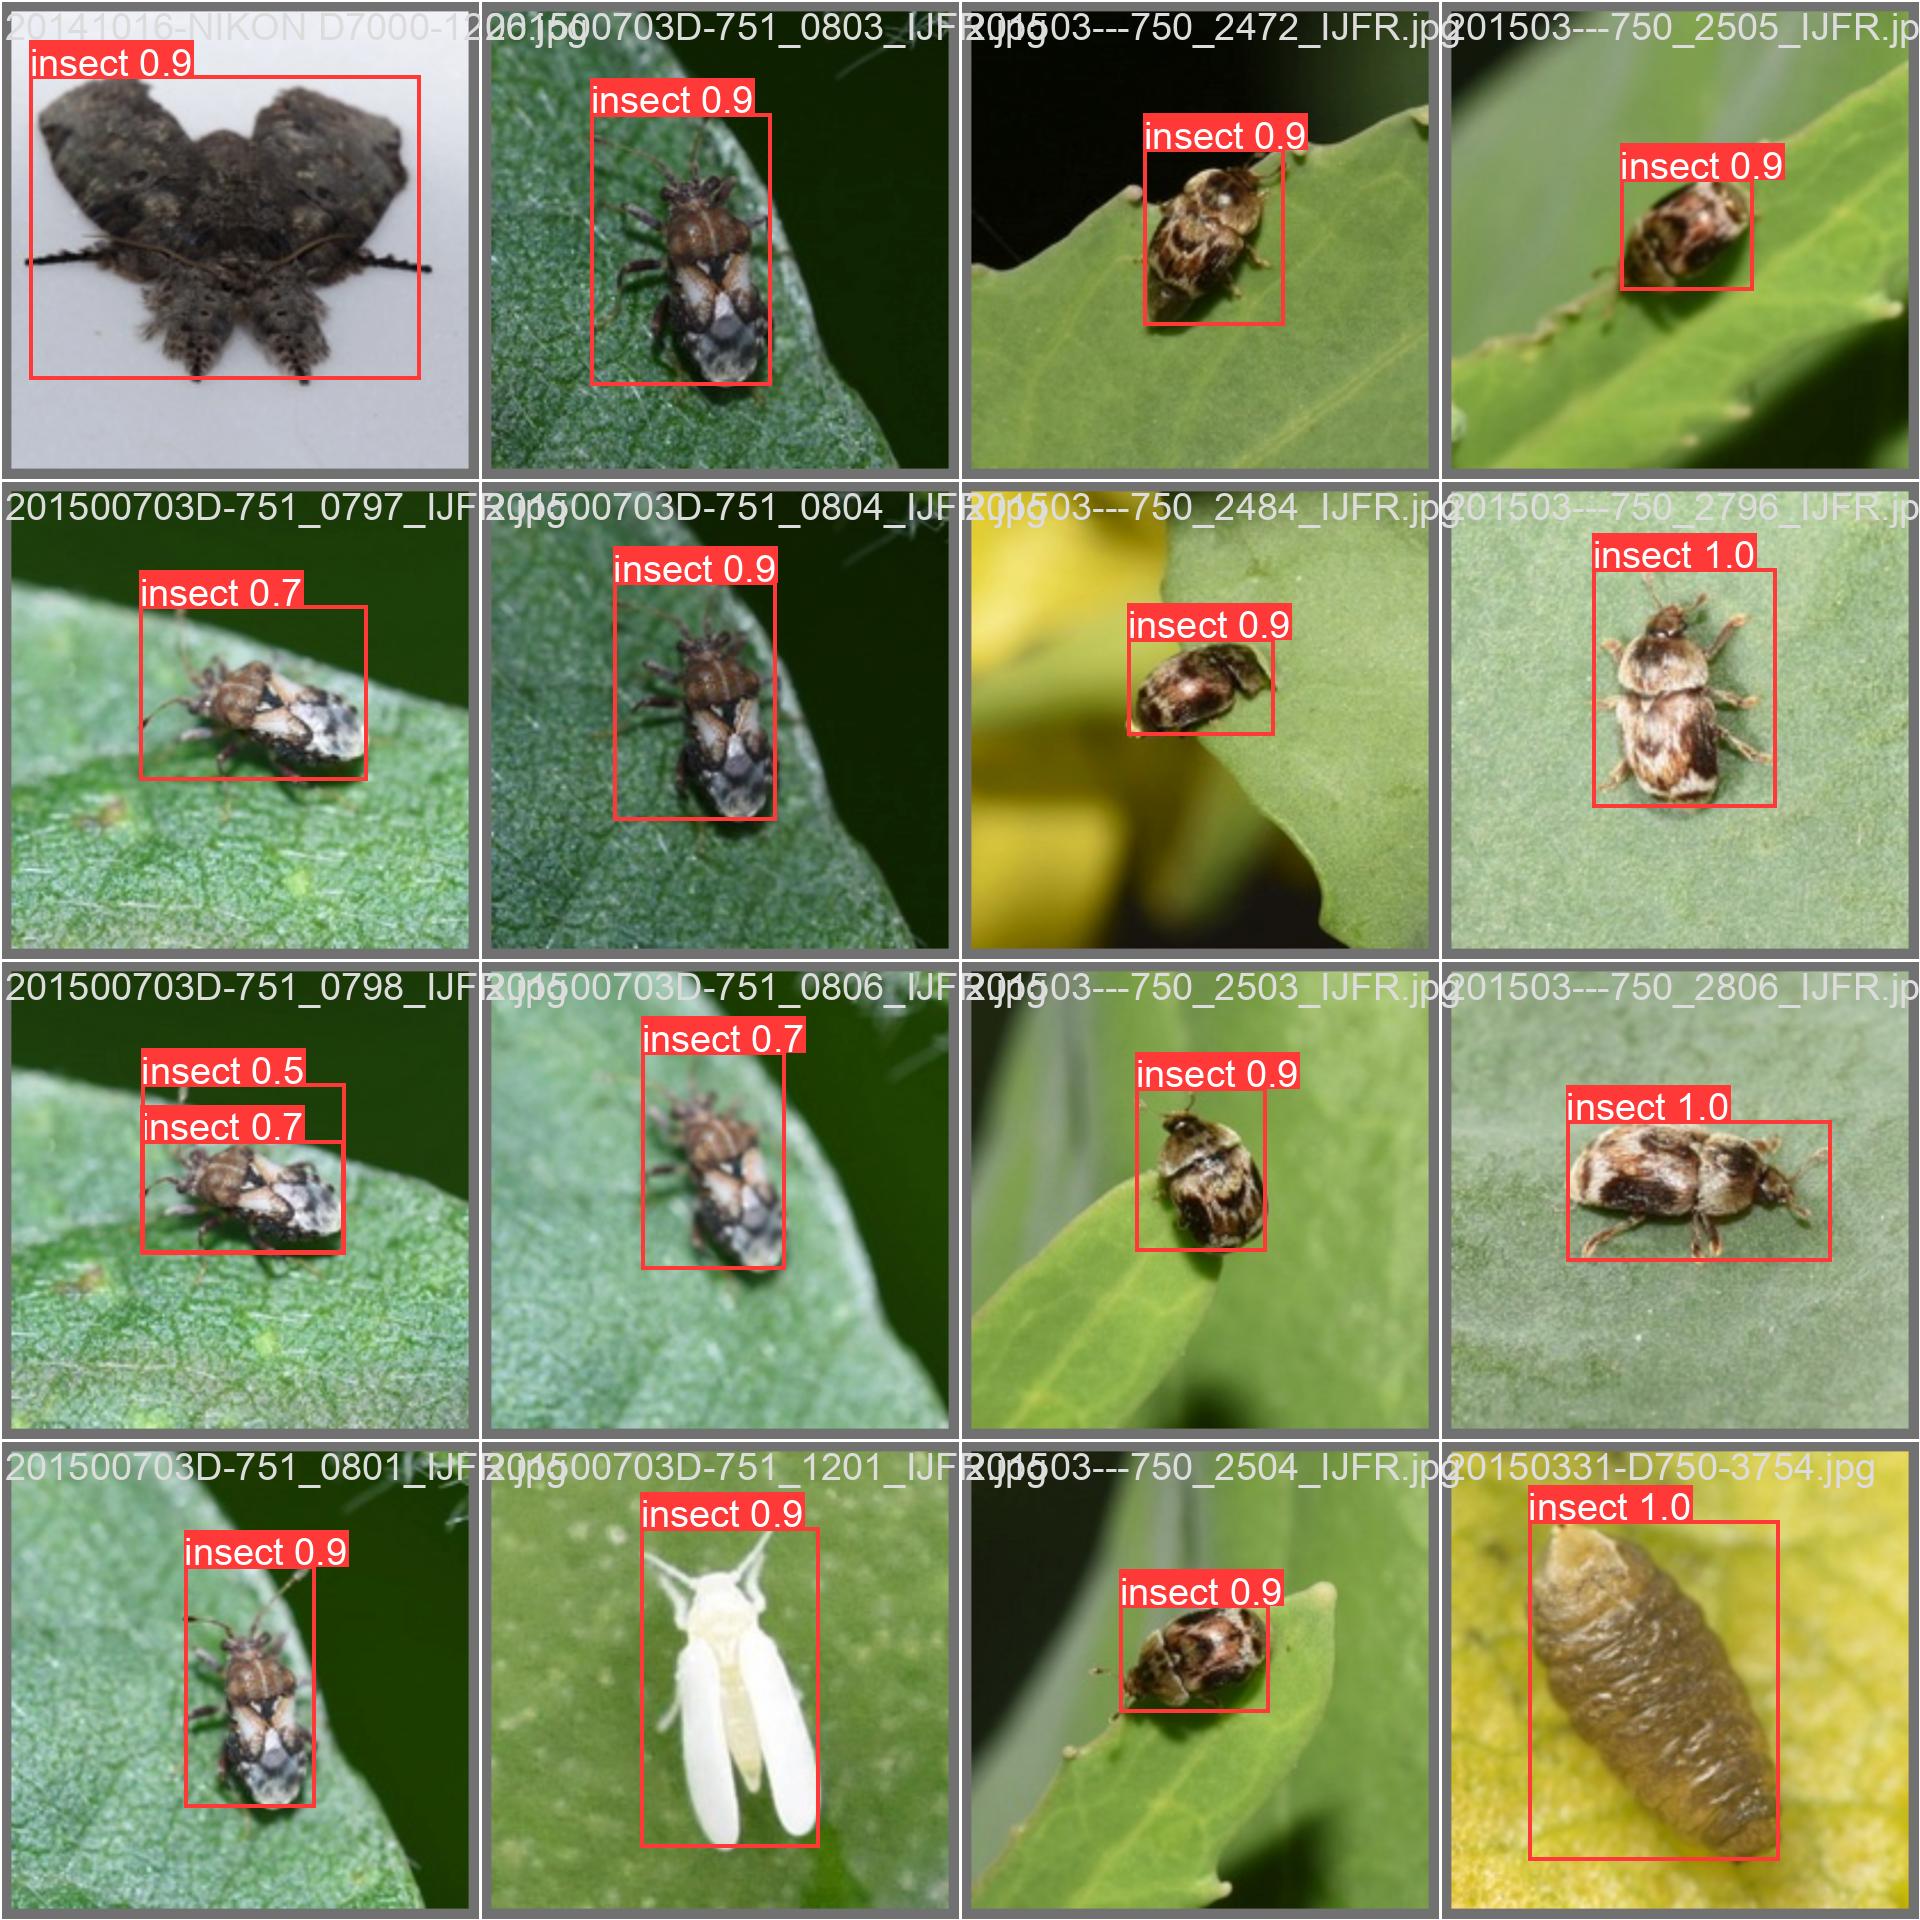 20141016-NIKON D7000-1206.jpg
insect 0.9
201500703D-751_0803_IJFR.jpg
insect 0.9
201503---750_2472_IJFR.jpg
insect 0.9
201503---750_2505_IJFR.jp
insect 0.9
201500703D-751_0797_IJFR.jpg
insect 0.7
201500703D-751_0804_IJFR.jpg
insect 0.9
201503---750_2484_IJFR.jpg
insect 0.9
201503---750_2796_IJFR.jp
insect 1.0
201500703D-751_0798_IJFR.jpg
insect 0.5
insect 0.7
201500703D-751_0806_IJFR.jpg
insect 0.7
201503---750_2503_IJFR.jpg
insect 0.9
201503---750_2806_IJFR.jp
insect 1.0
201500703D-751_0801_IJFR.jpg
insect 0.9
201500703D-751_1201_IJFR.jpg
insect 0.9
201503---750_2504_IJFR.jpg
insect 0.9
20150331-D750-3754.jpg
insect 1.0